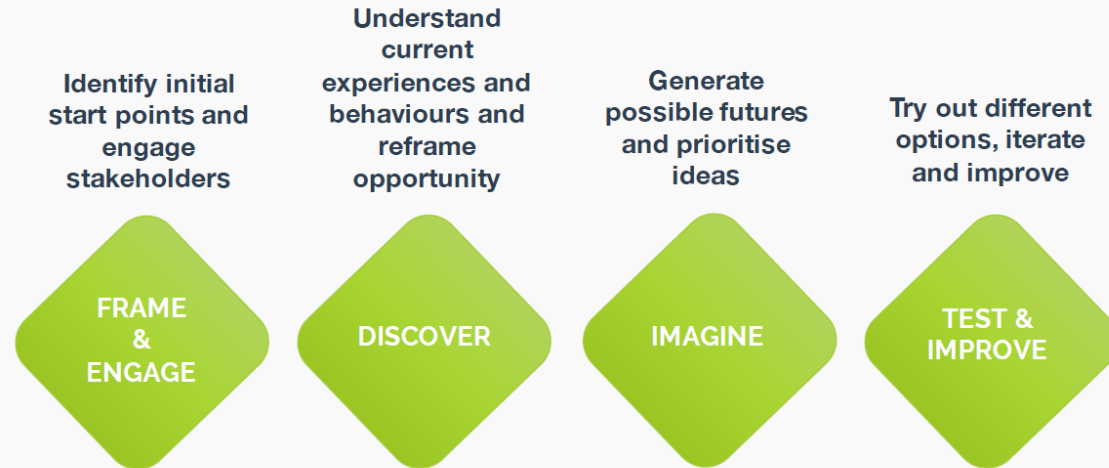 Identify initial
start points and
engage
stakeholders
Understand
current
experiences and
behaviours and
reframe
opportunity
Generate
possible futures
and prioritise
ideas
Try out different
options, iterate
and improve
FRAME
&
ENGAGE
DISCOVER
IMAGINE
TEST &
IMPROVE